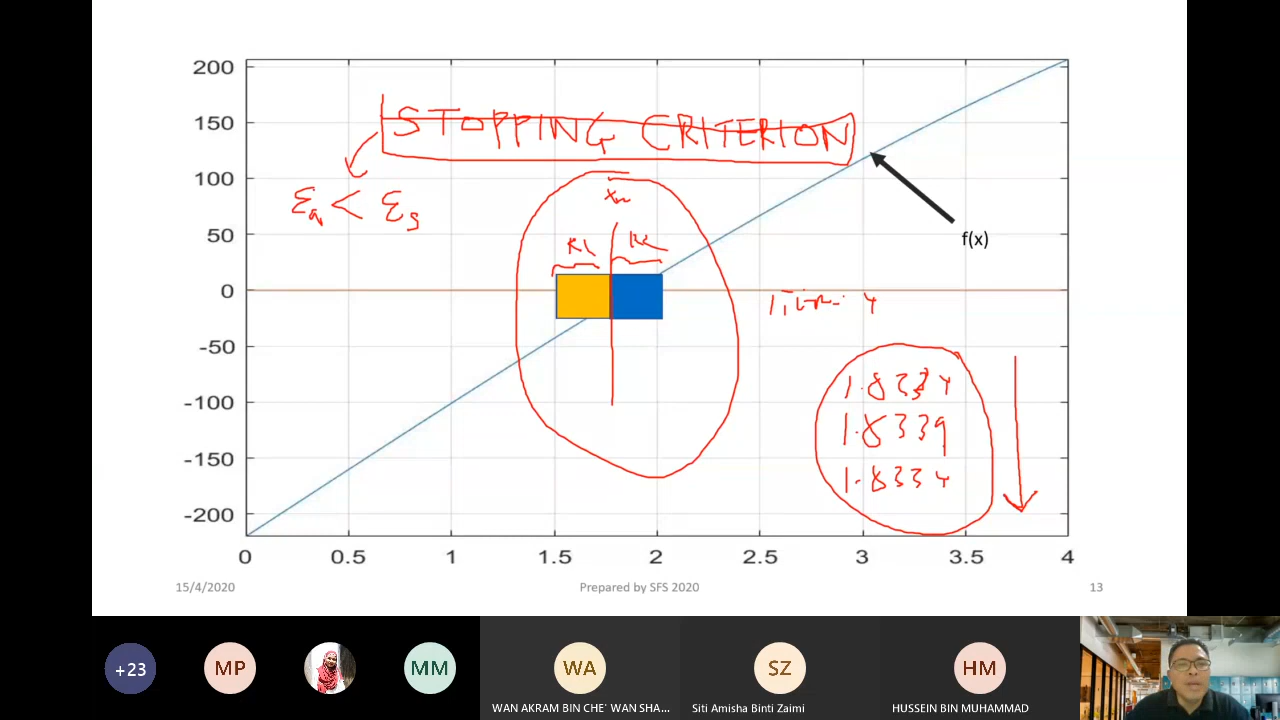 200
150
100
50
0
-50
-100
-150
-200
STOPPING CRITERION
εa < εs
xr
f(x)
1.8334
1.8339
1.8334
0 0.5 1 1.5 2 2.5 3 3.5 4
15/4/2020 Prepared by SFS 2020 13
+23 MP MM WA SZ HM
WAN AKRAM BIN CHE' WAN SHA... Siti Amisha Binti Zaimi HUSSEIN BIN MUHAMMAD